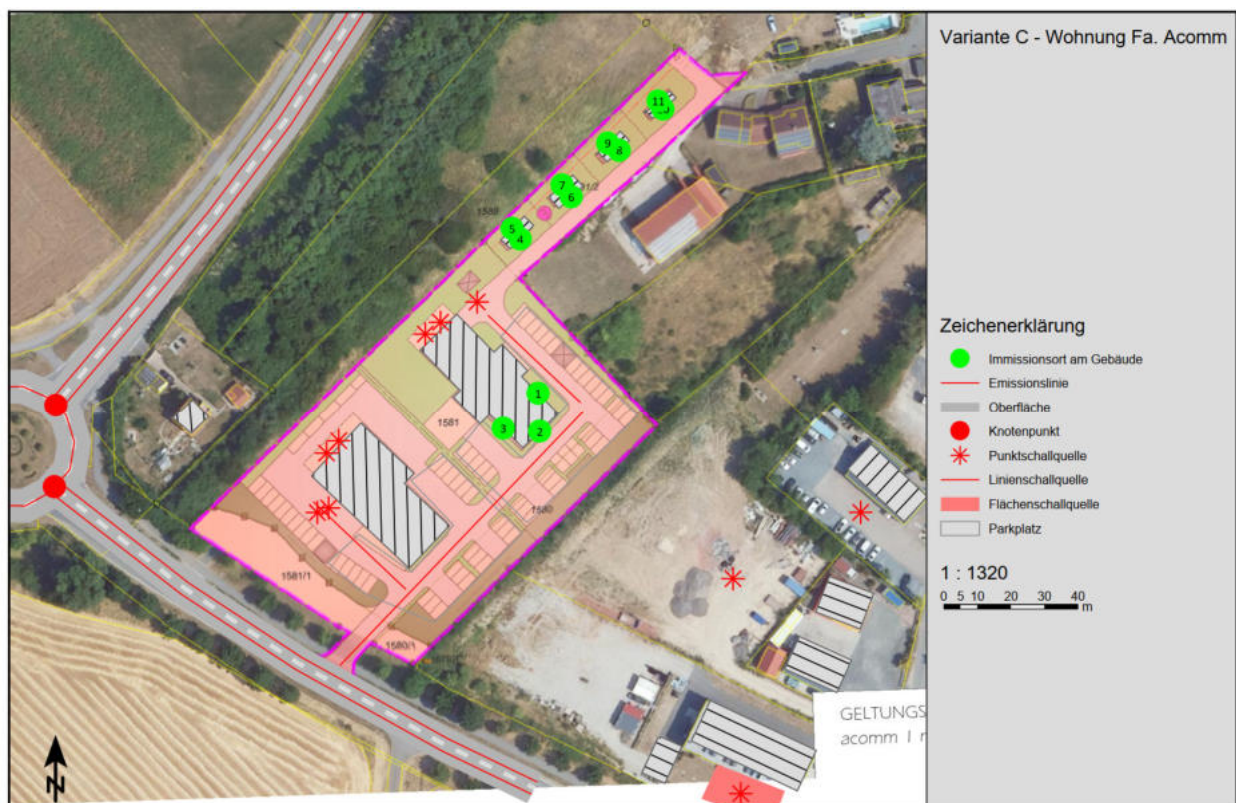 Variante C - Wohnung Fa. Acomm
Zeichenerklärung
Immissionsort am Gebäude
Emissionslinie
Oberfläche
Knotenpunkt
Punktschallquelle
Linienschallquelle
Flächenschallquelle
Parkplatz
1 : 1320
0 5 10 20 30 40
m
11
9
8
7
6
5
4
1588
1
1581
3
2
1580
1581/1
1580/1
GELTUNGS
acomm I r
N